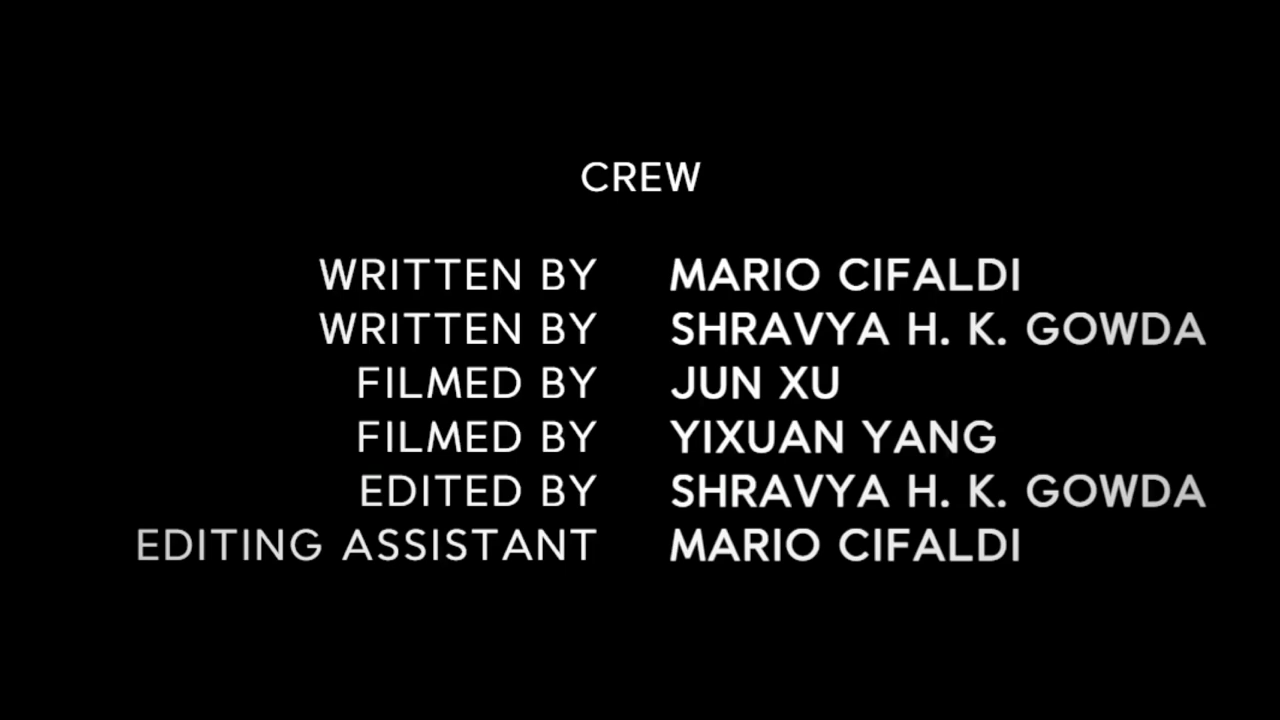 CREW
WRITTEN BY MARIO CIFALDI
WRITTEN BY SHRAVYA H. K. GOWDA
FILMED BY JUN XU
FILMED BY YIXUAN YANG
EDITED BY SHRAVYA H. K. GOWDA
EDITING ASSISTANT MARIO CIFALDI